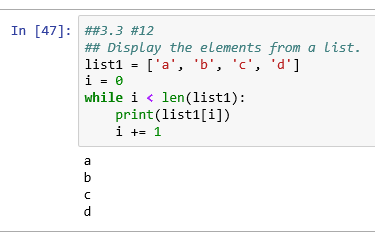 In [47]: ##3.3 #12
## Display the elements from a list.
list1 = ['a', 'b', 'c', 'd']
i = 0
while i < len(list1):
    print(list1[i])
    i += 1
a
b
c
d